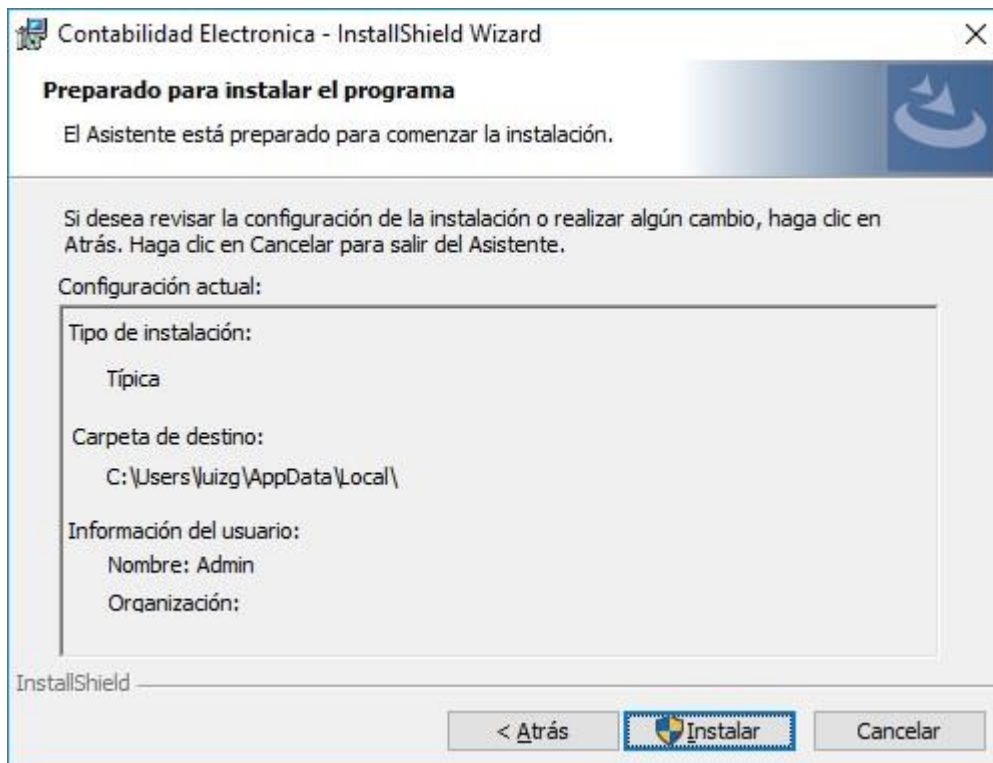 Contabilidad Electronica - InstallShield Wizard
Preparado para instalar el programa
El Asistente está preparado para comenzar la instalación.
Si desea revisar la configuración de la instalación o realizar algún cambio, haga clic en
Atrás. Haga clic en Cancelar para salir del Asistente.
Configuración actual:
Tipo de instalación:
Típica
Carpeta de destino:
C:\Users\luizg\AppData\Local\
Información del usuario:
Nombre: Admin
Organización:
InstallShield
< Atrás
Instalar
Cancelar